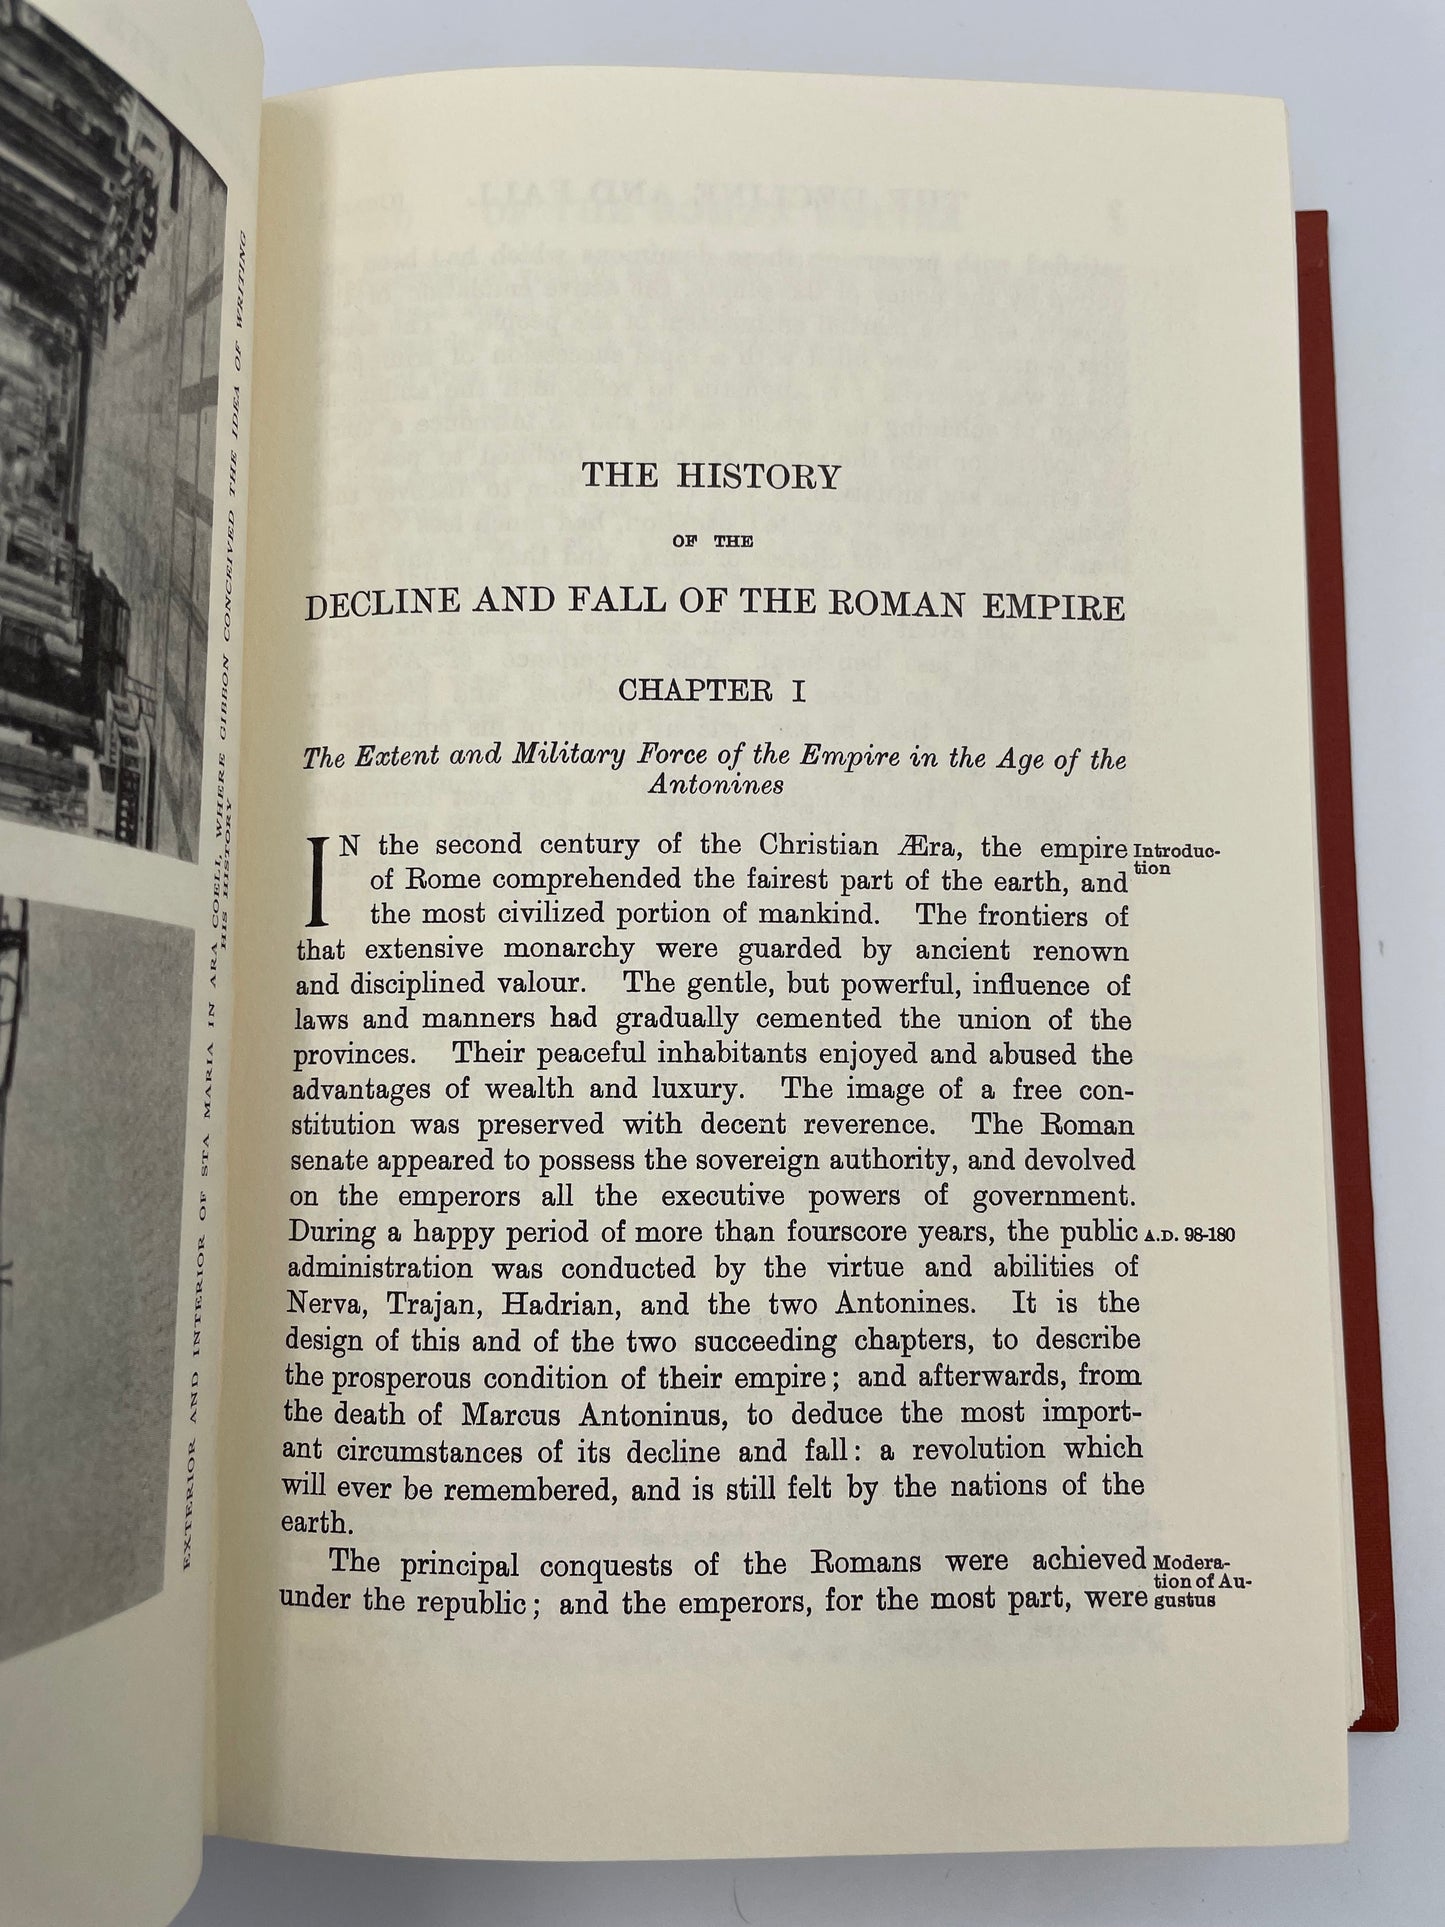 EXTERIOR AND INTERIOR OF STA MARIA IN ARA COELI, WHERE GIBBON CONCEIVED THE IDEA OF WRITING
HIS HISTORY
THE HISTORY
OF THE
DECLINE AND FALL OF THE ROMAN EMPIRE
CHAPTER I
The Extent and Military Force of the Empire in the Age of the
Antonines
IN the second century of the Christian Æra, the empire
of Rome comprehended the fairest part of the earth, and
the most civilized portion of mankind. The frontiers of
that extensive monarchy were guarded by ancient renown
and disciplined valour. The gentle, but powerful, influence of
laws and manners had gradually cemented the union of the
provinces. Their peaceful inhabitants enjoyed and abused the
advantages of wealth and luxury. The image of a free con-
stitution was preserved with decent reverence. The Roman
senate appeared to possess the sovereign authority, and devolved
on the emperors all the executive powers of government.
During a happy period of more than fourscore years, the public
administration was conducted by the virtue and abilities of
Nerva, Trajan, Hadrian, and the two Antonines. It is the
design of this and of the two succeeding chapters, to describe
the prosperous condition of their empire; and afterwards, from
the death of Marcus Antoninus, to deduce the most import-
ant circumstances of its decline and fall: a revolution which
will ever be remembered, and is still felt by the nations of the
earth.
The principal conquests of the Romans were achieved
under the republic; and the emperors, for the most part, were
Introduc-
tion
A.D. 98-180
Modera-
tion of Au-
gustus